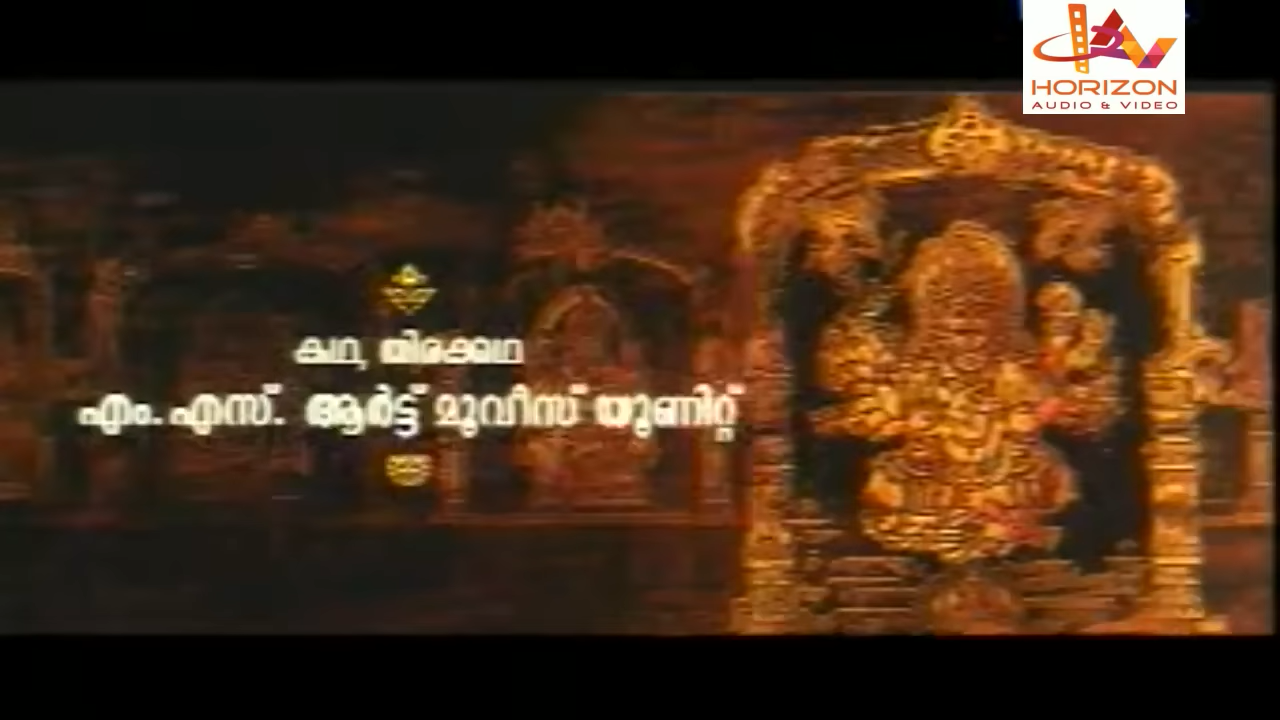 HORIZON
AUDIO & VIDEO
കഥ, തിരക്കഥ
എം.എസ്. ആർട്ട് മൂവീസ് യൂണിറ്റ്